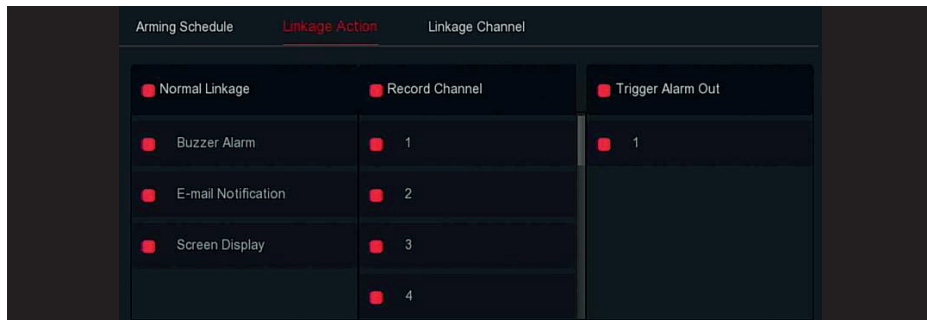 Arming Schedule Linkage Action Linkage Channel
Normal Linkage Record Channel Trigger Alarm Out
Buzzer Alarm 1 1
E-mail Notification 2
Screen Display 3
4